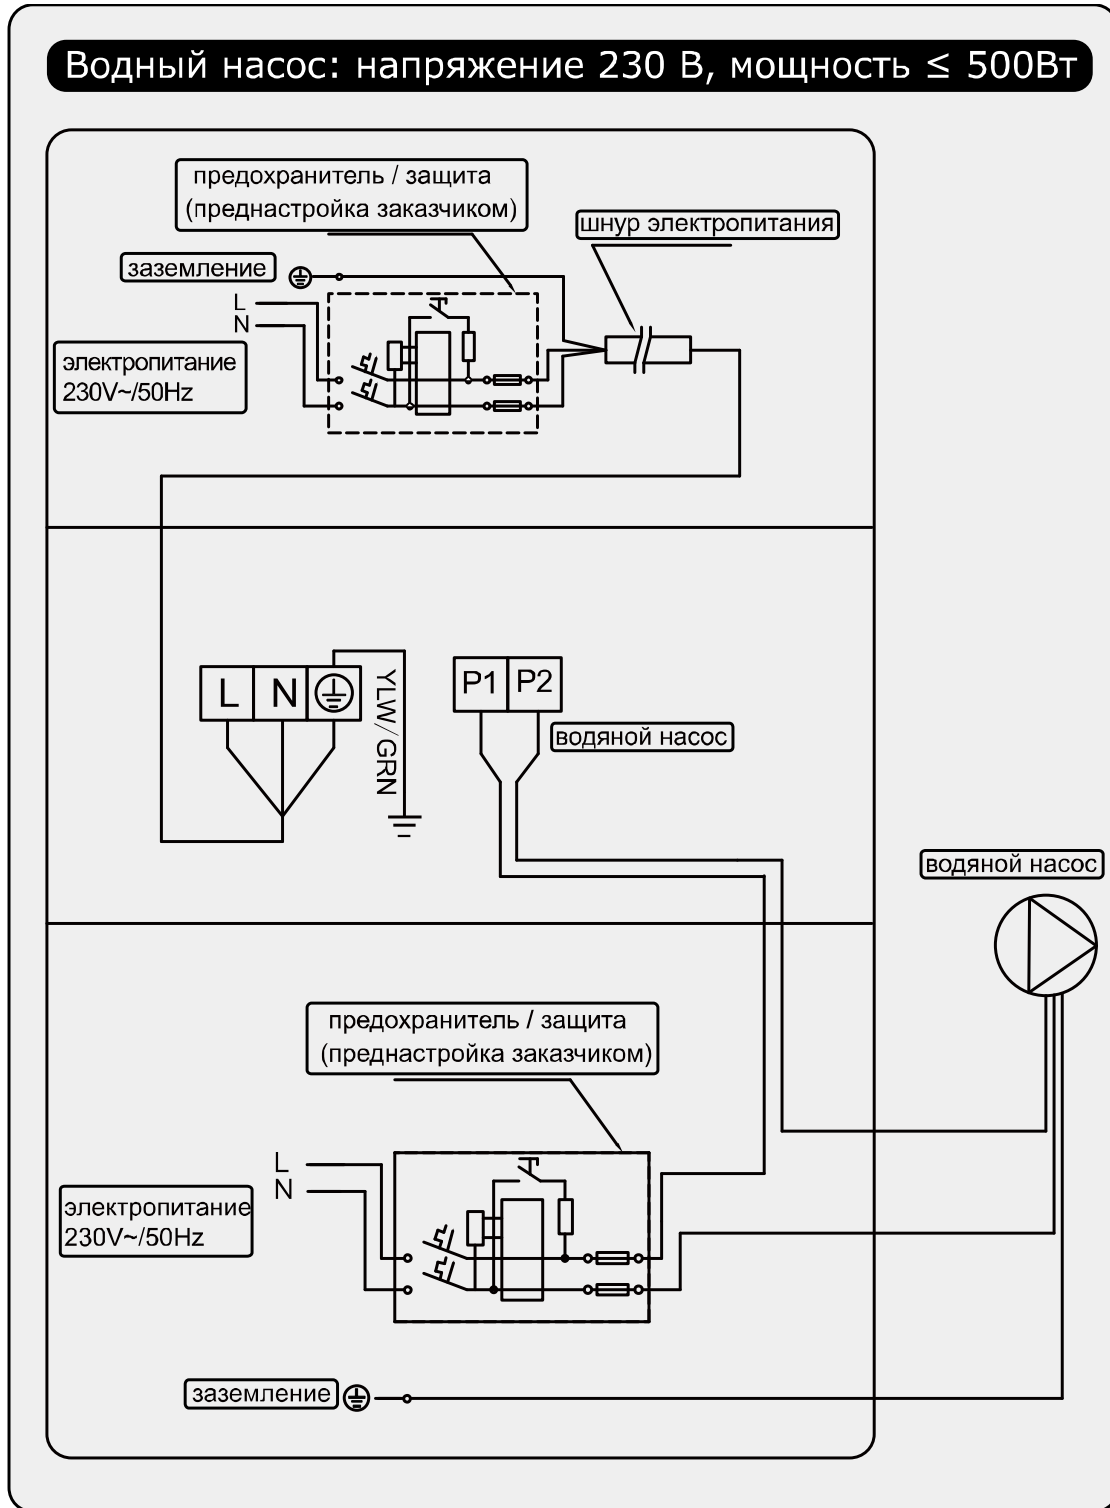 Водный насос: напряжение 230 В, мощность ≤ 500Вт
предохранитель / защита
(преднастройка заказчиком)
шнур электропитания
заземление
L
N
электропитание
230V~/50Hz
L N
YLW/GRN
P1 P2
водяной насос
водяной насос
предохранитель / защита
(преднастройка заказчиком)
L
N
электропитание
230V~/50Hz
заземление